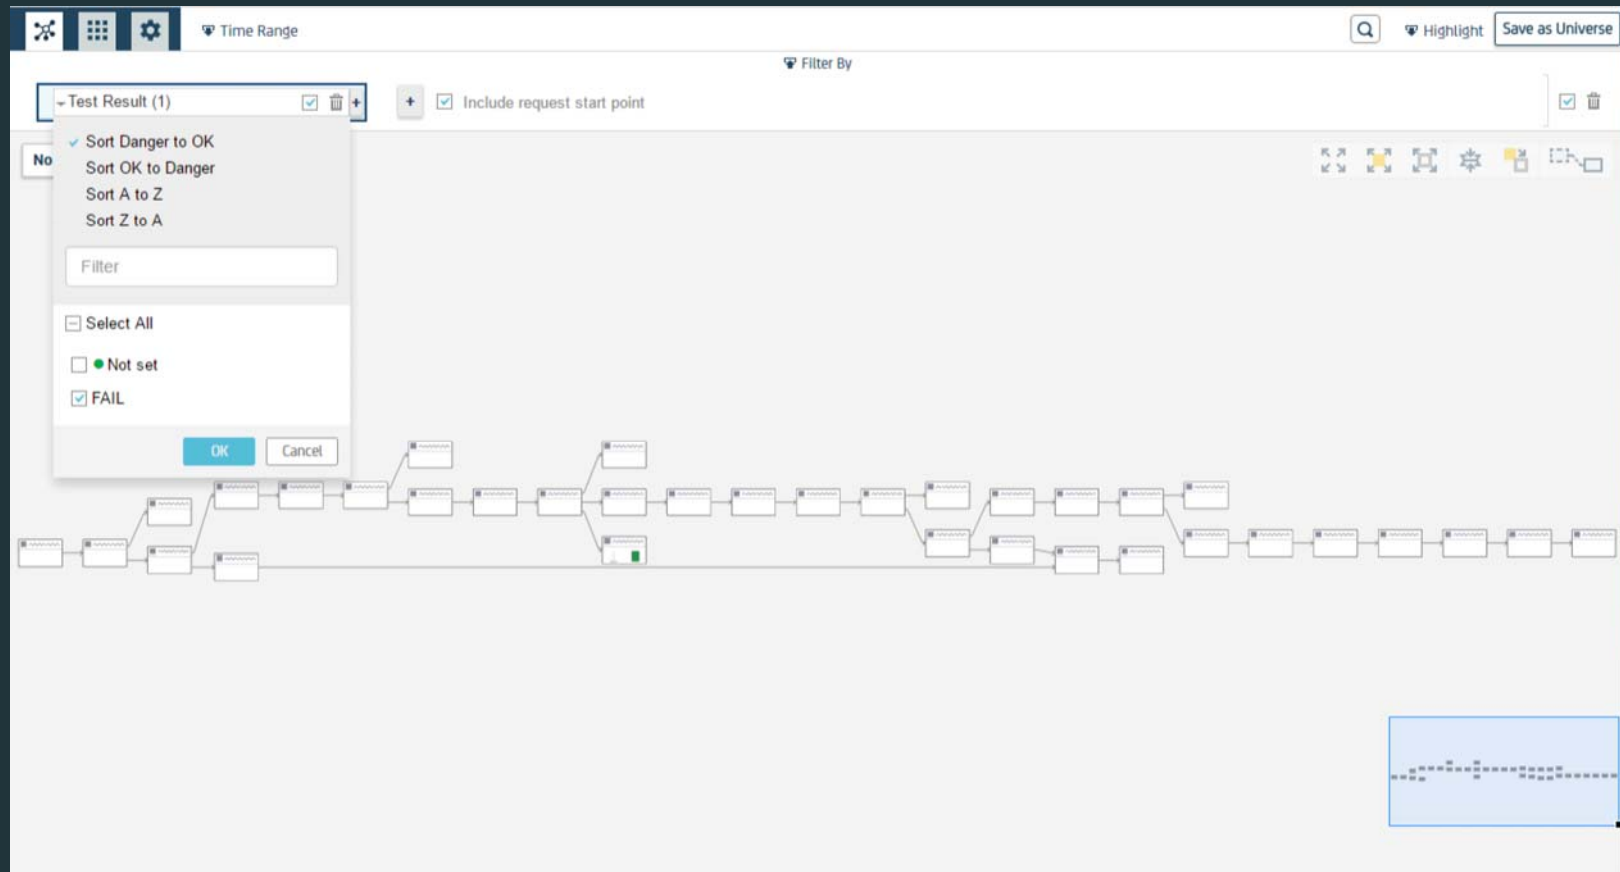 Time Range
Highlight
Save as Universe
Filter By
Test Result (1)
+
+
Include request start point
No
Sort Danger to OK
Sort OK to Danger
Sort A to Z
Sort Z to A
Filter
Select All
Not set
FAIL
OK
Cancel